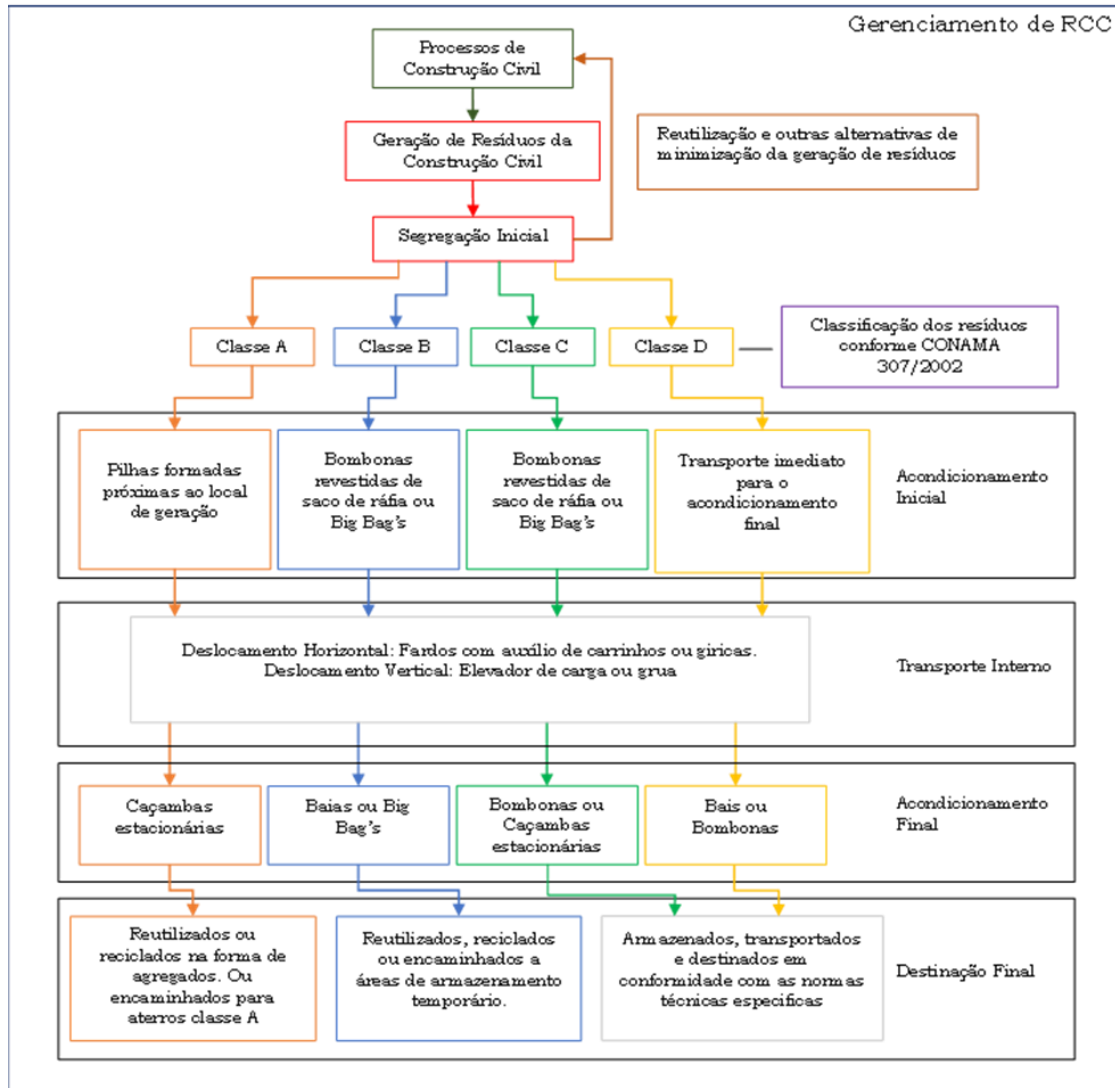 Gerenciamento de RCC
Processos de
Construção Civil
Geração de Resíduos da
Construção Civil
Reutilização e outras alternativas de
minimização da geração de resíduos
Segregação Inicial
Classe A
Classe B
Classe C
Classe D
Classificação dos resíduos
conforme CONAMA
307/2002
Pilhas formadas
próximas ao local
de geração
Bombonas
revestidas de
saco de ráfia ou
Big Bag's
Bombonas
revestidas de
saco de ráfia ou
Big Bag's
Transporte imediato
para o
acondicionamento
final
Acondicionamento
Inicial
Deslocamento Horizontal: Fardos com auxílio de carrinhos ou giricas.
Deslocamento Vertical: Elevador de carga ou grua
Transporte Interno
Caçambas
estacionárias
Baias ou Big
Bag's
Bombonas ou
Caçambas
estacionárias
Bais ou
Bombonas
Acondicionamento
Final
Reutilizados ou
reciclados na forma de
agregados. Ou
encaminhados para
aterros classe A
Reutilizados, reciclados
ou encaminhados a
áreas de armazenamento
temporário.
Armazenados, transportados
e destinados em
conformidade com as normas
técnicas especificas
Destinação Final